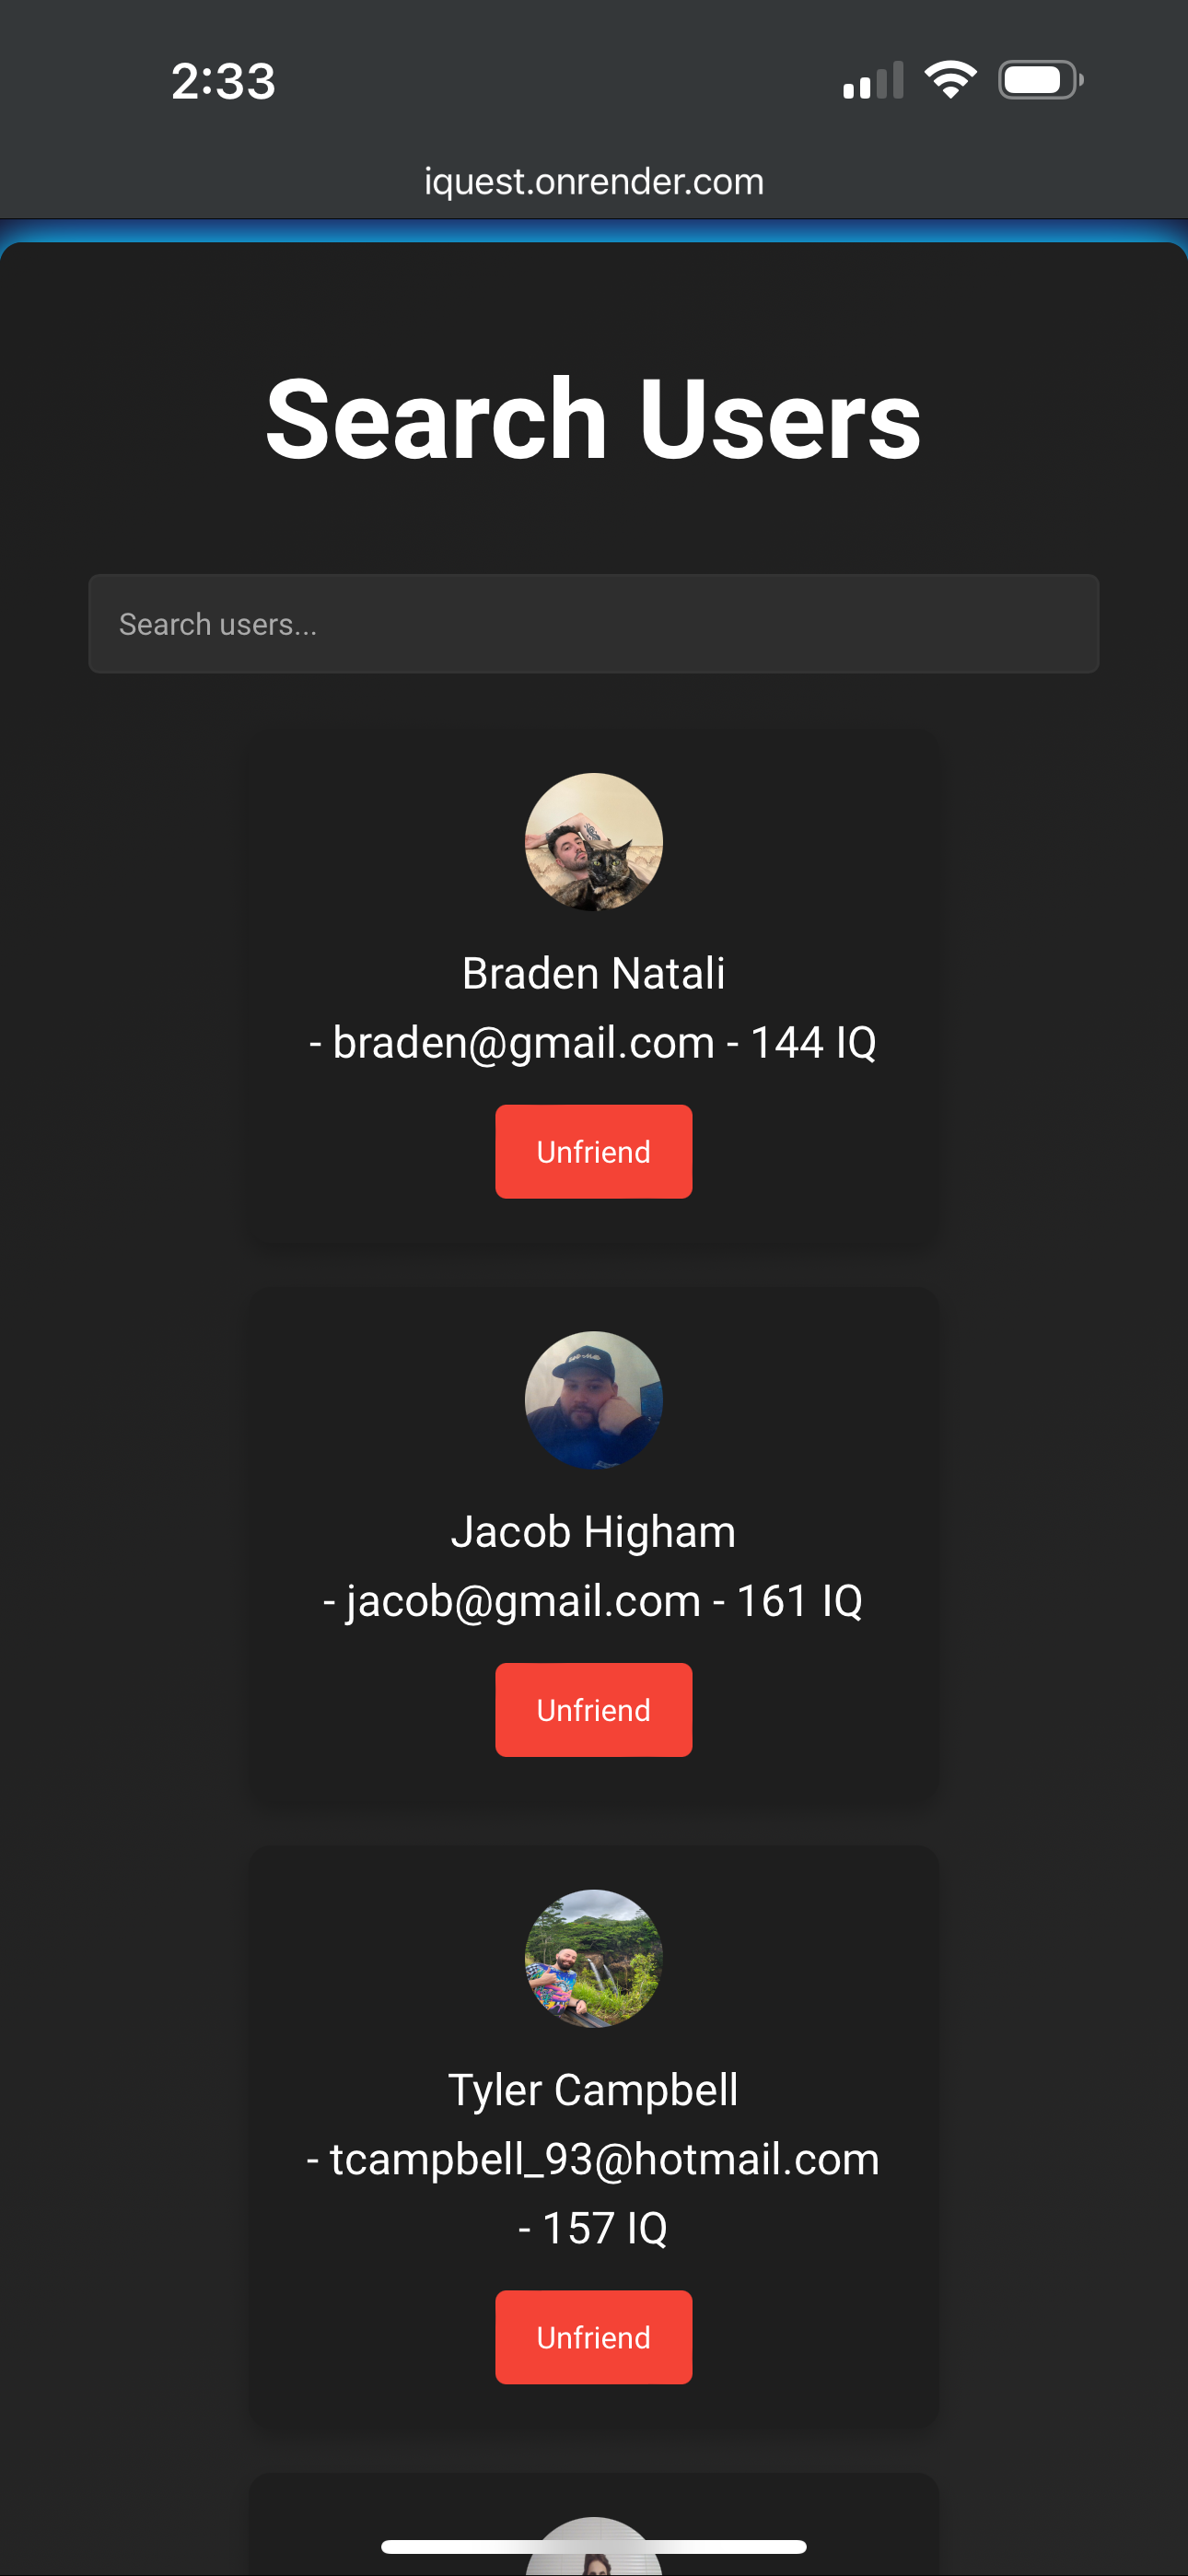 2:33
iquest.onrender.com
Search Users
Search users...
Braden Natali
- braden@gmail.com - 144 IQ
Unfriend
Jacob Higham
- jacob@gmail.com - 161 IQ
Unfriend
Tyler Campbell
- tcampbell_93@hotmail.com
- 157 IQ
Unfriend